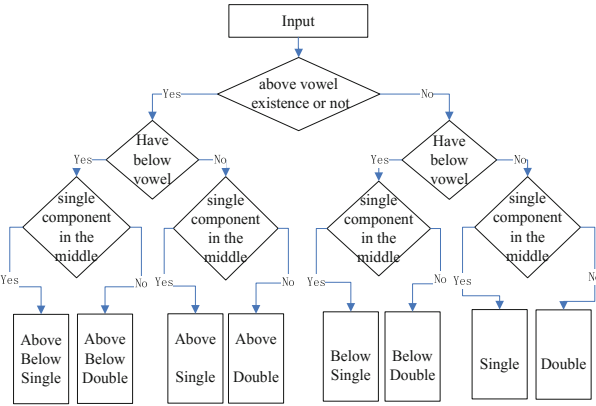 Input
above vowel
existence or not
Yes
No
Have
below
vowel
Have
below
vowel
Yes
No
Yes
No
single
component
in the
middle
single
component
in the
middle
single
component
in the
middle
single
component
in the
middle
Yes
No
Yes
No
Yes
No
Yes
Above
Below
Single
Above
Below
Double
Above
Single
Above
Double
Below
Single
Below
Double
Single
Double